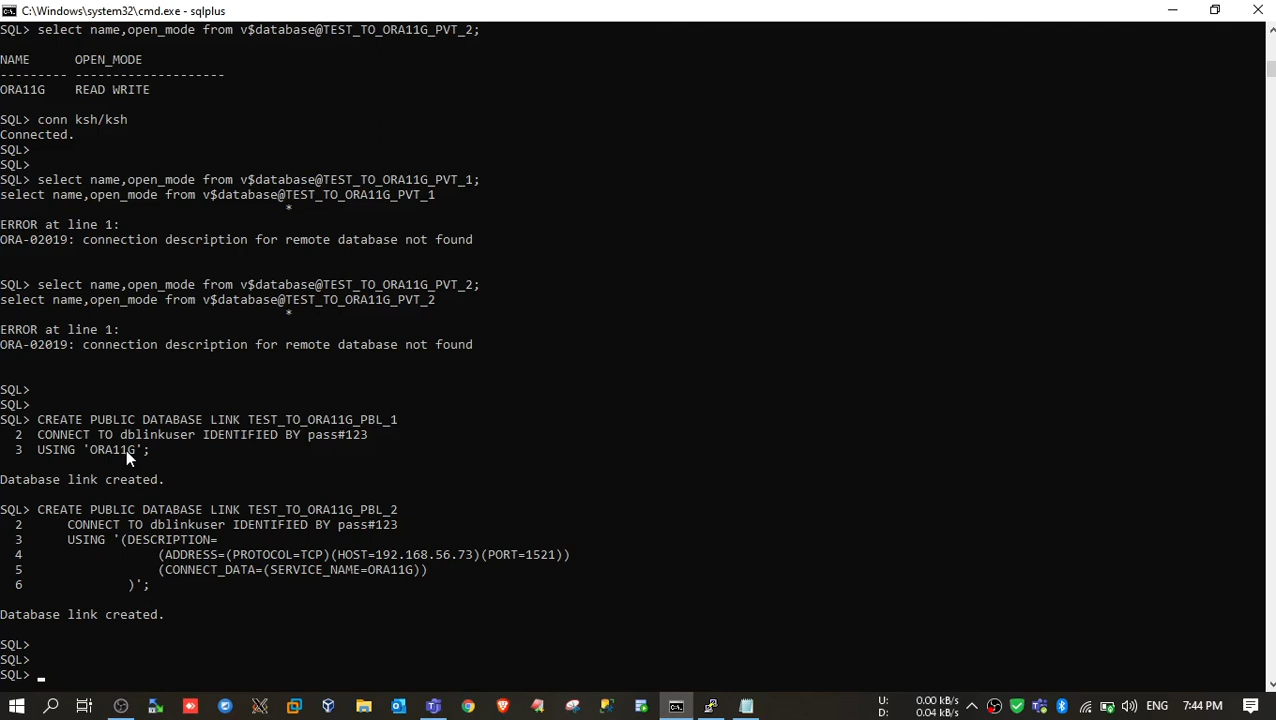 C:\Windows\system32\cmd.exe - sqlplus
SQL> select name,open_mode from v$database@TEST_TO_ORA11G_PVT_2;
NAME      OPEN_MODE
--------- --------------------
ORA11G    READ WRITE
SQL> conn ksh/ksh
Connected.
SQL>
SQL>
SQL> select name,open_mode from v$database@TEST_TO_ORA11G_PVT_1;
select name,open_mode from v$database@TEST_TO_ORA11G_PVT_1
*
ERROR at line 1:
ORA-02019: connection description for remote database not found
SQL> select name,open_mode from v$database@TEST_TO_ORA11G_PVT_2;
select name,open_mode from v$database@TEST_TO_ORA11G_PVT_2
*
ERROR at line 1:
ORA-02019: connection description for remote database not found
SQL>
SQL>
SQL> CREATE PUBLIC DATABASE LINK TEST_TO_ORA11G_PBL_1
2  CONNECT TO dblinkuser IDENTIFIED BY pass#123
3  USING 'ORA11G';
Database link created.
SQL> CREATE PUBLIC DATABASE LINK TEST_TO_ORA11G_PBL_2
2      CONNECT TO dblinkuser IDENTIFIED BY pass#123
3      USING '(DESCRIPTION=
4                  (ADDRESS=(PROTOCOL=TCP)(HOST=192.168.56.73)(PORT=1521))
5                  (CONNECT_DATA=(SERVICE_NAME=ORA11G))
6              )';
Database link created.
SQL>
SQL>
SQL> _
U: 0.00 kB/s
D: 0.04 kB/s
ENG 7:44 PM